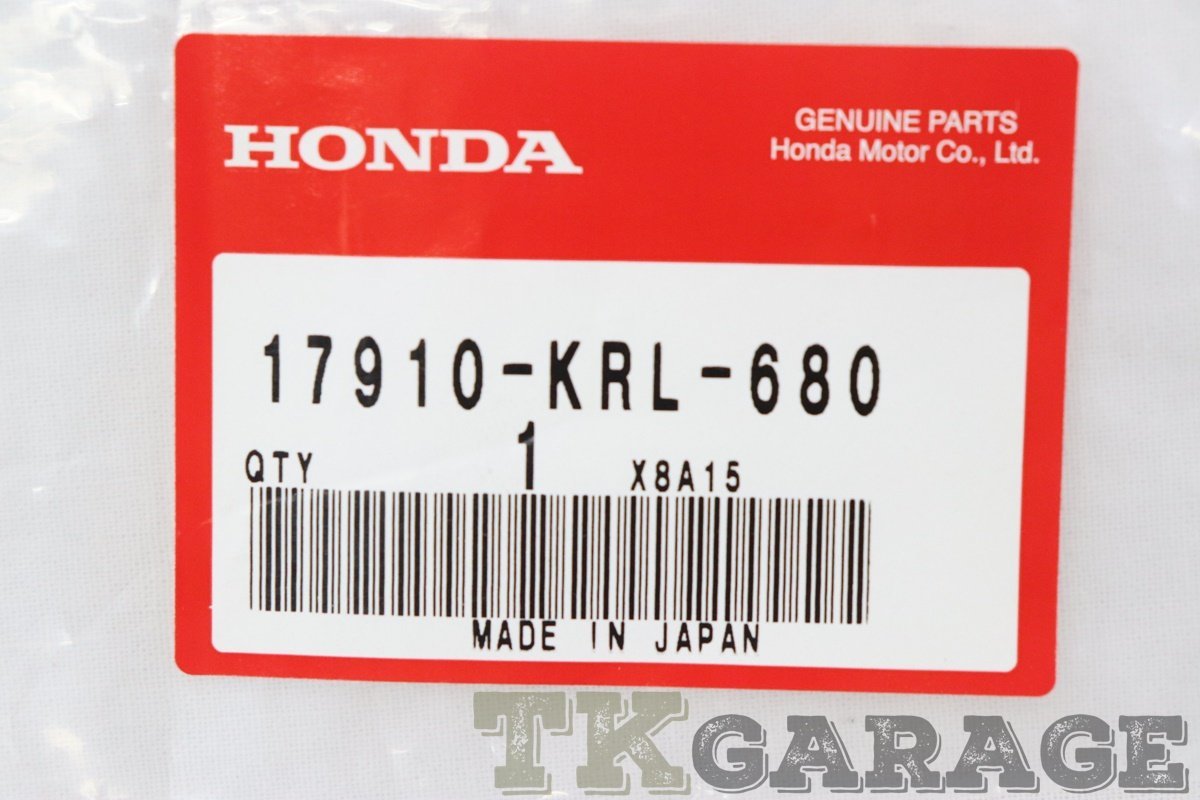 HONDA
GENUINE PARTS
Honda Motor Co., Ltd.
17910-KRL-680
QTY 1 X8A15
MADE IN JAPAN
TKGARAGE